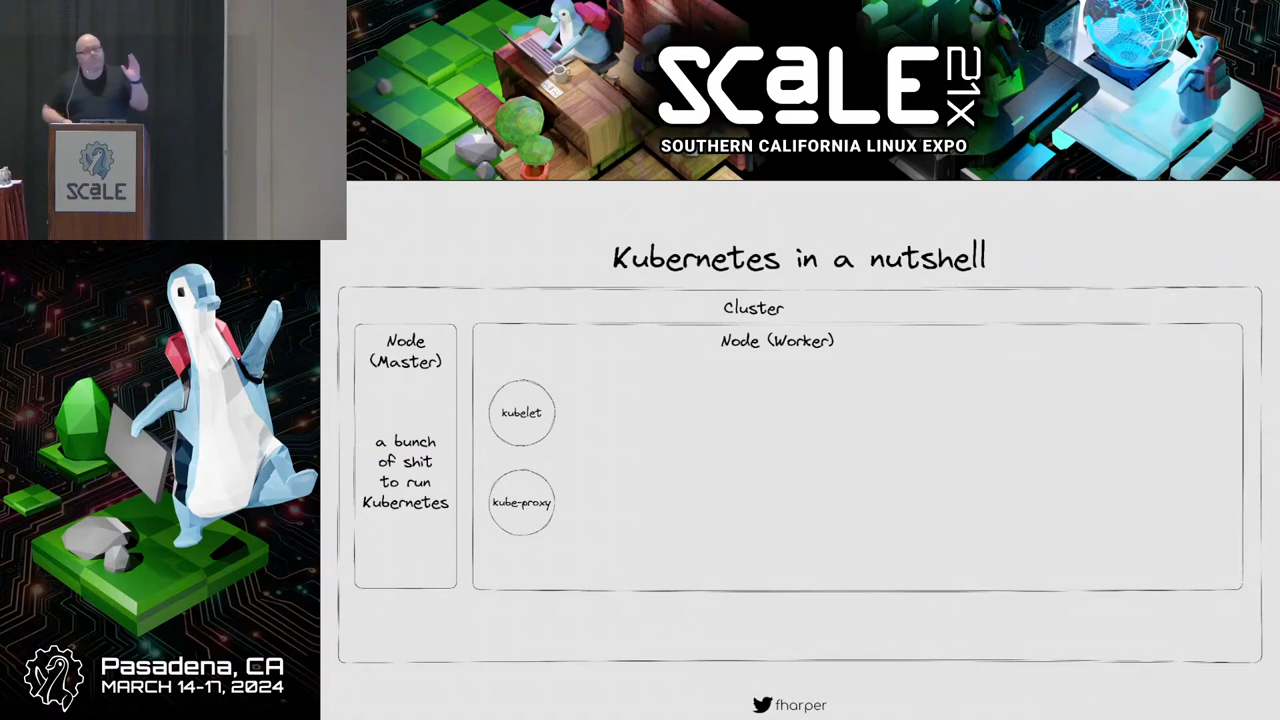 SCaLE
SCaLE 21X
SOUTHERN CALIFORNIA LINUX EXPO
Kubernetes in a nutshell
Cluster
Node
(Master)
a bunch
of shit
to run
Kubernetes
Node (Worker)
kubelet
kube-proxy
Pasadena, CA
MARCH 14-17, 2024
fharper